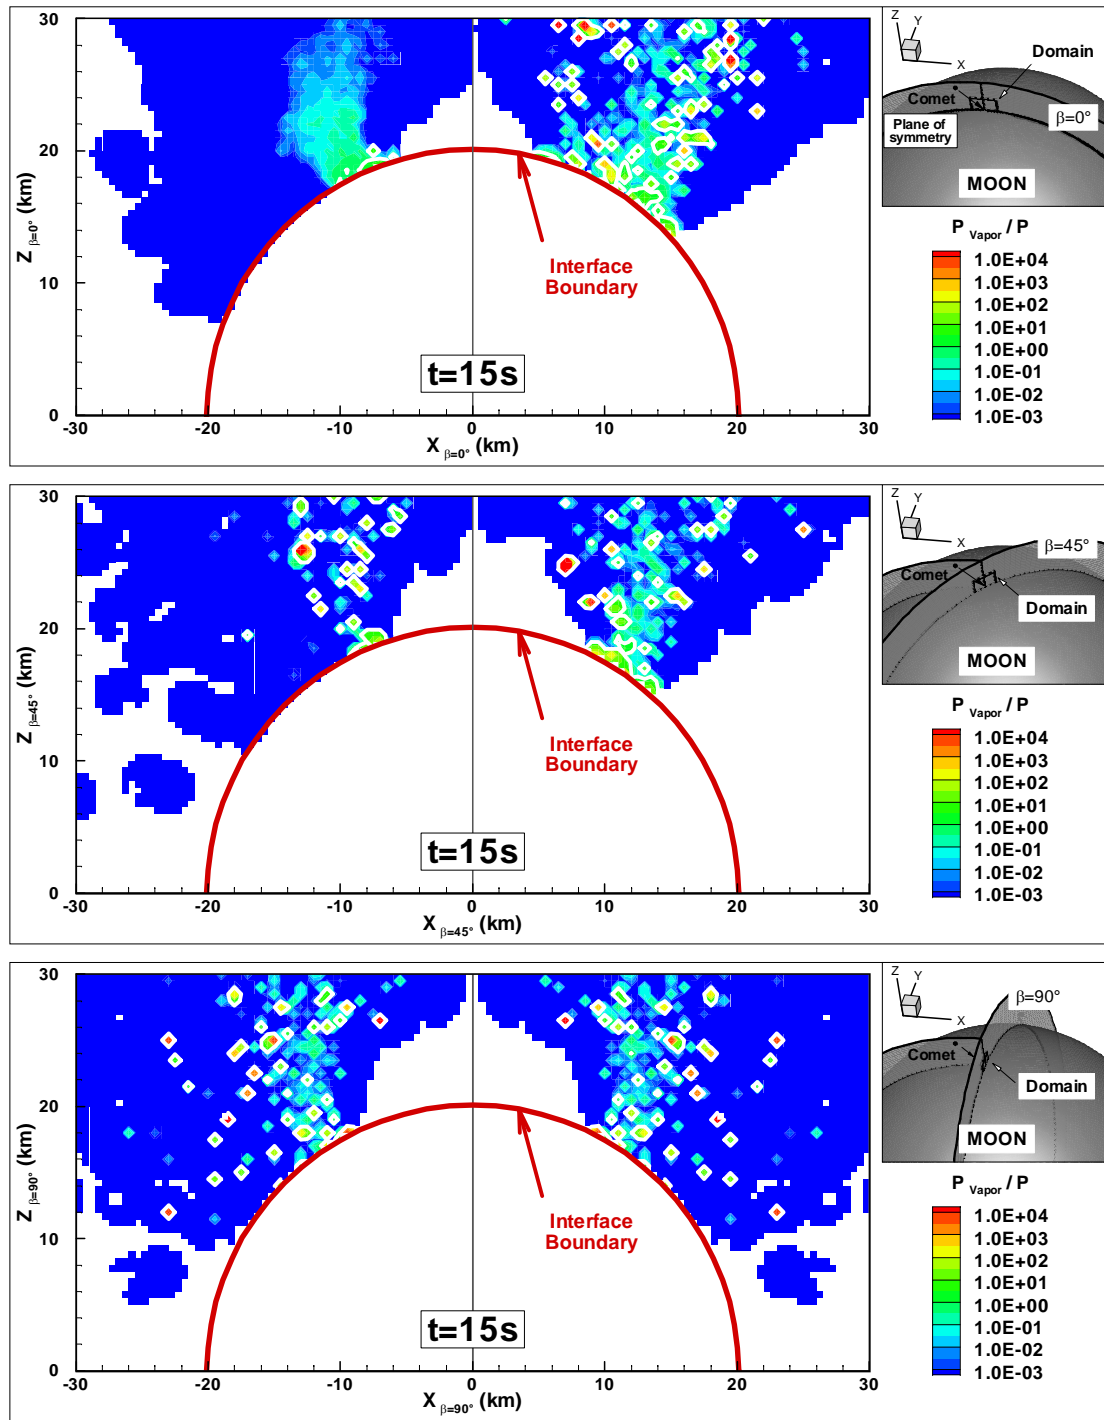 Z β=0° (km)
30
20
10
0
-30 -20 -10 0 10 20 30
X β=0° (km)
Interface
Boundary
t=15s
Z
Y
X
Domain
Comet
β=0°
Plane of
symmetry
MOON
P Vapor / P
1.0E+04
1.0E+03
1.0E+02
1.0E+01
1.0E+00
1.0E-01
1.0E-02
1.0E-03
Z β=45° (km)
30
20
10
0
-30 -20 -10 0 10 20 30
X β=45° (km)
Interface
Boundary
t=15s
Z
Y
X
β=45°
Comet
Domain
MOON
P Vapor / P
1.0E+04
1.0E+03
1.0E+02
1.0E+01
1.0E+00
1.0E-01
1.0E-02
1.0E-03
Z β=90° (km)
30
20
10
0
-30 -20 -10 0 10 20 30
X β=90° (km)
Interface
Boundary
t=15s
Z
Y
X
β=90°
Comet
Domain
MOON
P Vapor / P
1.0E+04
1.0E+03
1.0E+02
1.0E+01
1.0E+00
1.0E-01
1.0E-02
1.0E-03